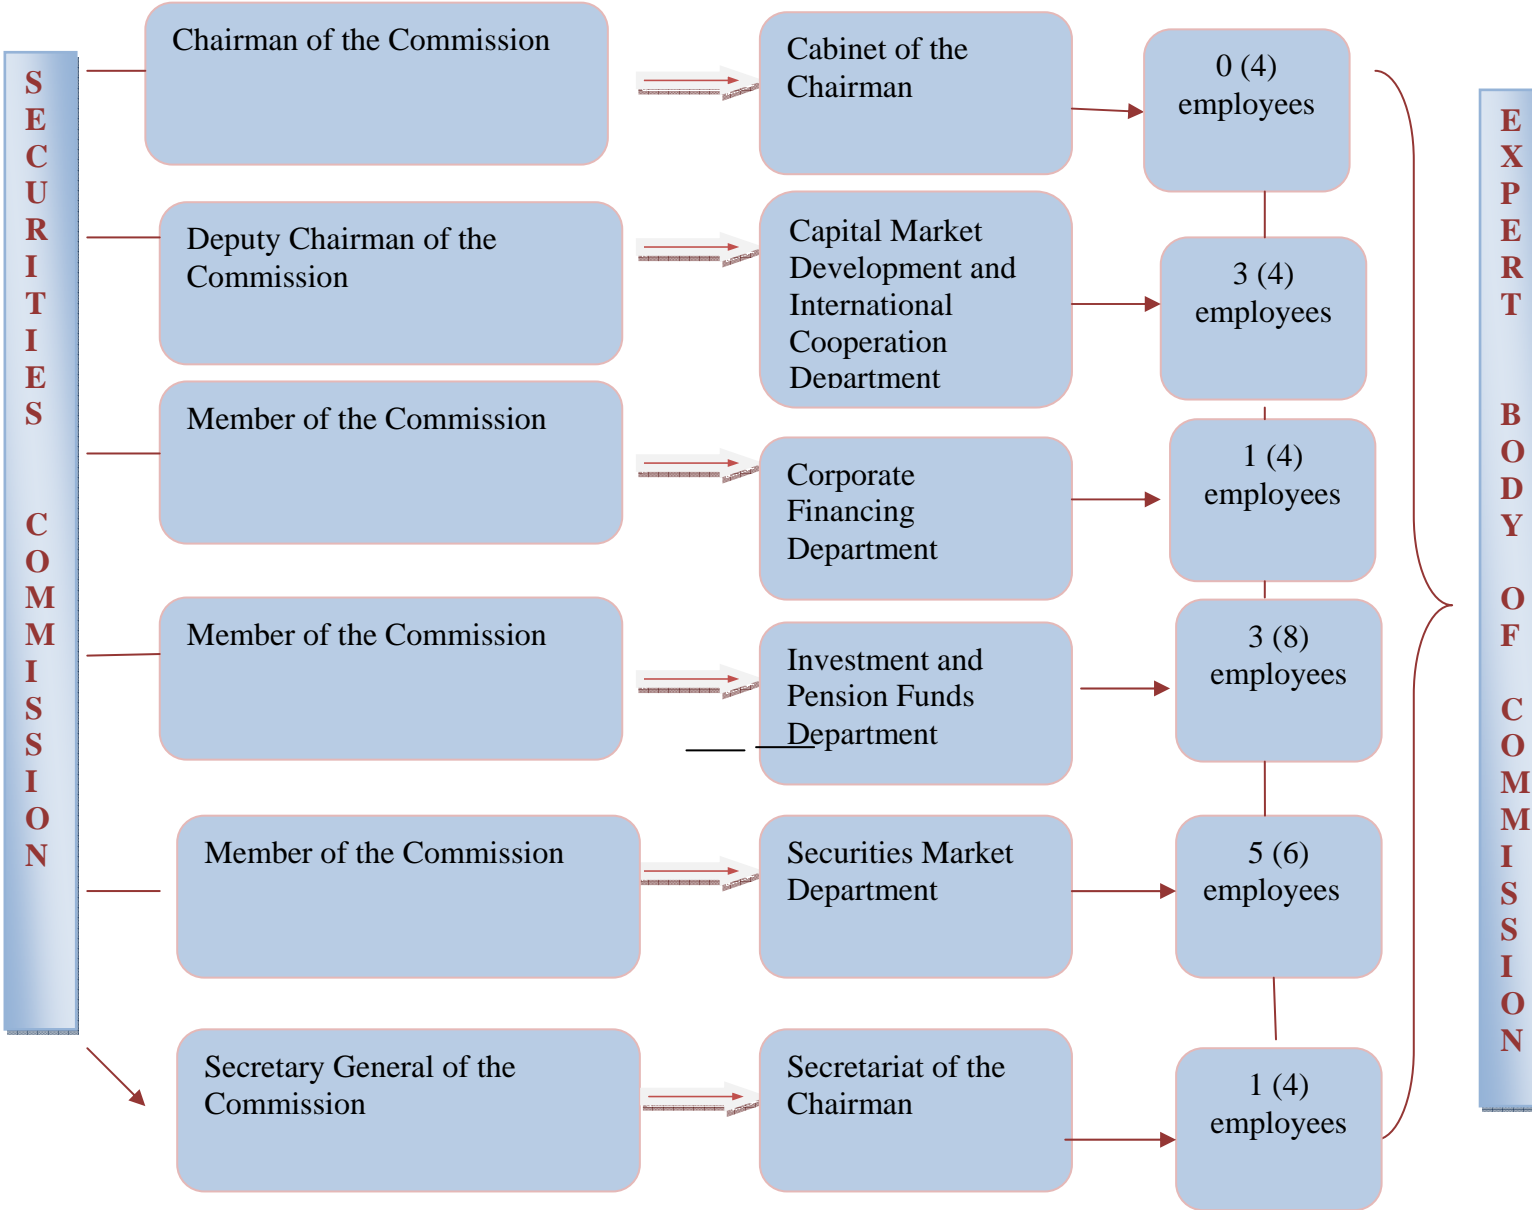 SECURITIES COMMISSION
Chairman of the Commission
Cabinet of the
Chairman
0 (4)
employees
Deputy Chairman of the
Commission
Capital Market
Development and
International
Cooperation
Department
3 (4)
employees
Member of the Commission
Corporate
Financing
Department
1 (4)
employees
Member of the Commission
Investment and
Pension Funds
Department
3 (8)
employees
Member of the Commission
Securities Market
Department
5 (6)
employees
Secretary General of the
Commission
Secretariat of the
Chairman
1 (4)
employees
EXPERT BODY OF COMMISSION